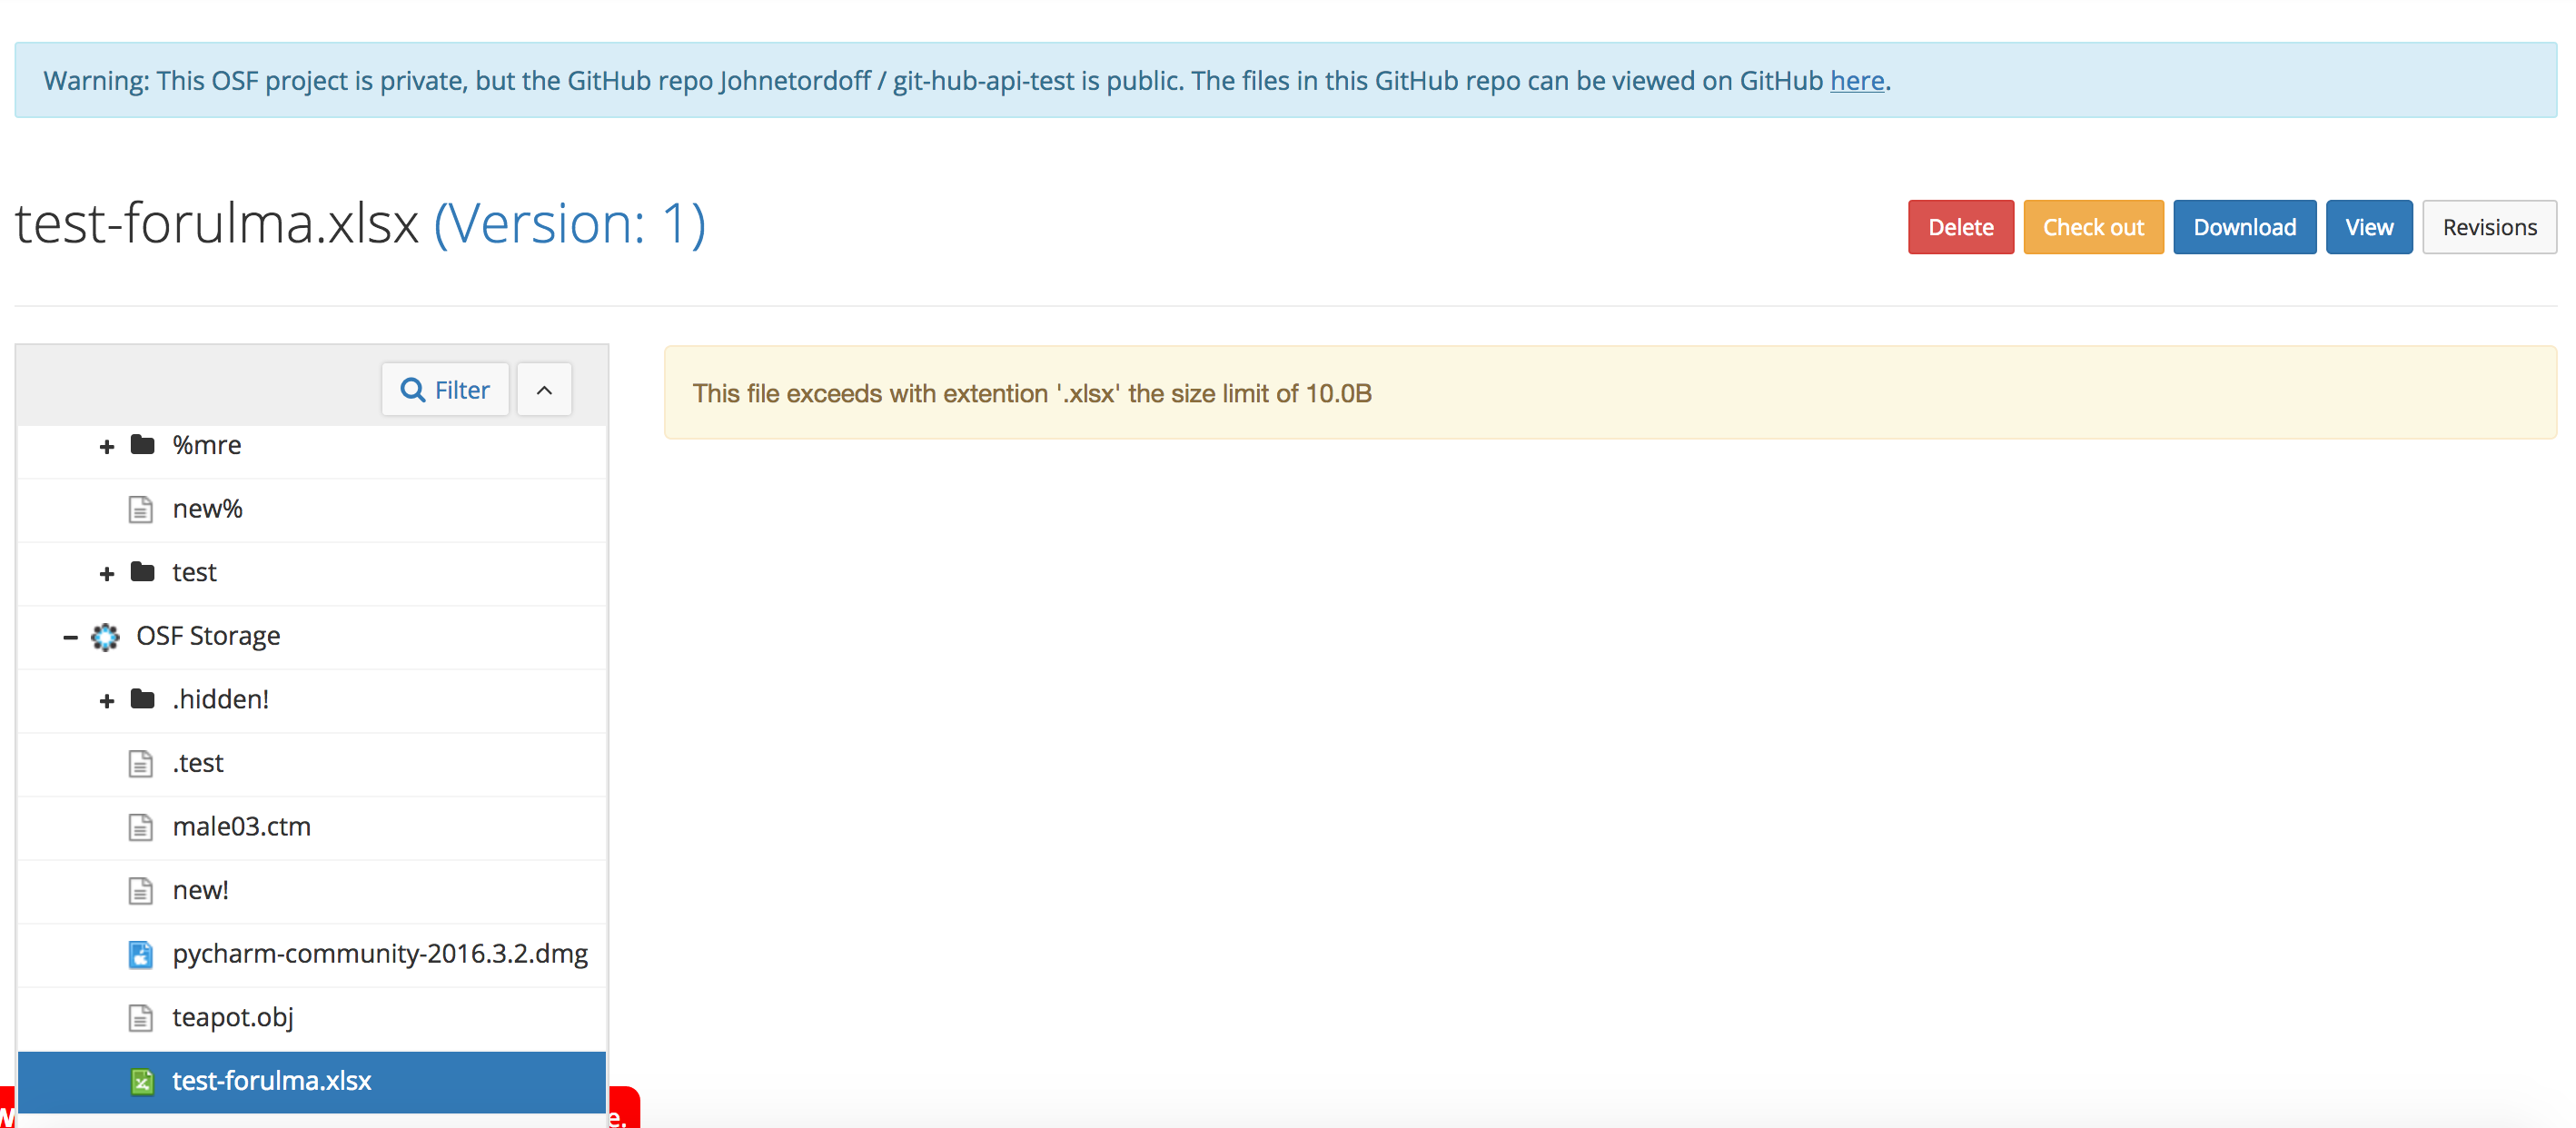 Warning: This OSF project is private, but the GitHub repo Johnetordoff / git-hub-api-test is public. The files in this GitHub repo can be viewed on GitHub here.
test-forulma.xlsx (Version: 1)
Delete
Check out
Download
View
Revisions
Filter
This file exceeds with extention '.xlsx' the size limit of 10.0B
%mre
new%
test
OSF Storage
.hidden!
.test
male03.ctm
new!
pycharm-community-2016.3.2.dmg
teapot.obj
test-forulma.xlsx